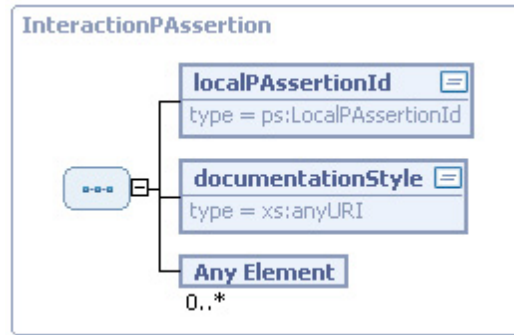 InteractionPAssertion
localPAssertionId
type = ps:LocalPAssertionId
documentationStyle
type = xs:anyURI
Any Element
0..*